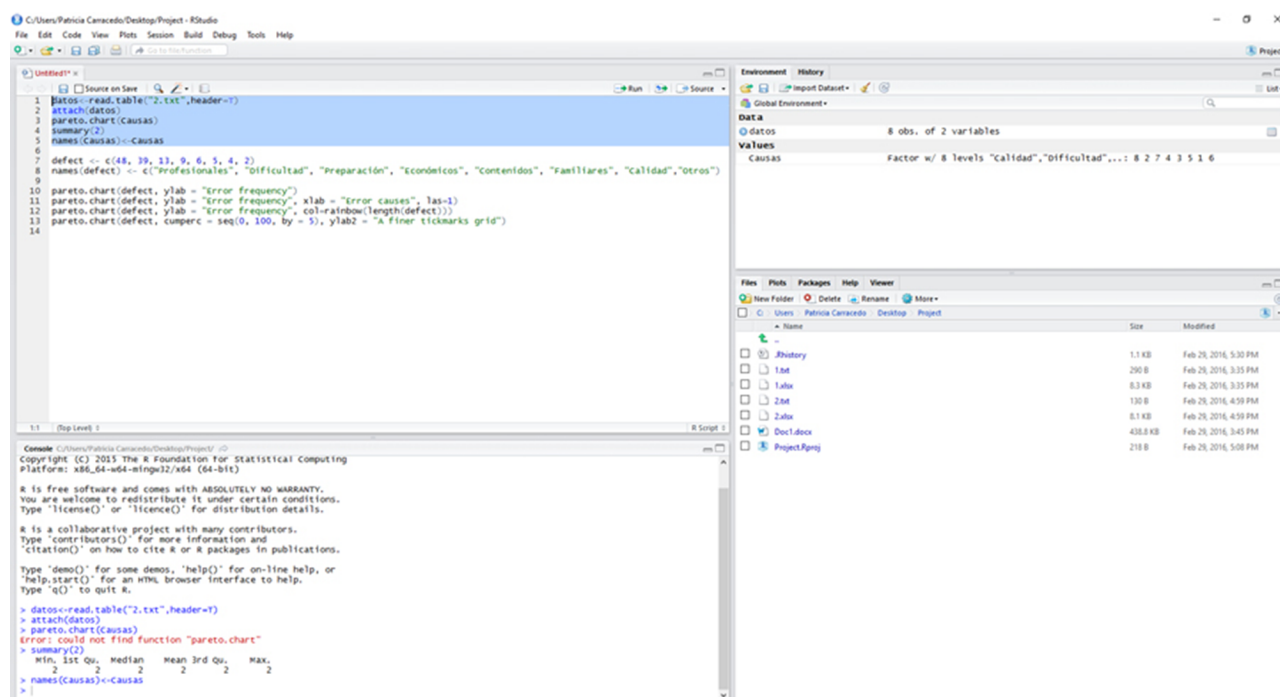 C:/Users/Patricia Carracedo/Desktop/Project - RStudio
File Edit Code View Plots Session Build Debug Tools Help
Go to file/function
Projec
Untitled1* ×
Source on Save
Run
Source
1 datos<-read.table("2.txt",header=T)
2 attach(datos)
3 pareto.chart(Causas)
4 summary(2)
5 names(Causas)<-Causas
6
7 defect <- c(48, 39, 13, 9, 6, 5, 4, 2)
8 names(defect) <- c("Profesionales", "Dificultad", "Preparación", "Económicos", "Contenidos", "Familiares", "Calidad","Otros")
9
10 pareto.chart(defect, ylab = "Error frequency")
11 pareto.chart(defect, ylab = "Error frequency", xlab = "Error causes", las=1)
12 pareto.chart(defect, ylab = "Error frequency", col=rainbow(length(defect)))
13 pareto.chart(defect, cumperc = seq(0, 100, by = 5), ylab2 = "A finer tickmarks grid")
14
1:1 (Top Level)
R Script
Console C:/Users/Patricia Carracedo/Desktop/Project/
Copyright (C) 2015 The R Foundation for Statistical Computing
Platform: x86_64-w64-mingw32/x64 (64-bit)
R is free software and comes with ABSOLUTELY NO WARRANTY.
You are welcome to redistribute it under certain conditions.
Type 'license()' or 'licence()' for distribution details.
R is a collaborative project with many contributors.
Type 'contributors()' for more information and
'citation()' on how to cite R or R packages in publications.
Type 'demo()' for some demos, 'help()' for on-line help, or
'help.start()' for an HTML browser interface to help.
Type 'q()' to quit R.
> datos<-read.table("2.txt",header=T)
> attach(datos)
> pareto.chart(Causas)
Error: could not find function "pareto.chart"
> summary(2)
Min. 1st Qu. Median Mean 3rd Qu. Max.
2 2 2 2 2 2
> names(Causas)<-Causas
>
Environment History
Import Dataset
List
Global Environment
Data
datos 8 obs. of 2 variables
Values
Causas Factor w/ 8 levels "Calidad","Dificultad",..: 8 2 7 4 3 5 1 6
Files Plots Packages Help Viewer
New Folder Delete Rename More
C: Users Patricia Carracedo Desktop Project
Name Size Modified
..
.Rhistory 1.1 KB Feb 29, 2016, 5:30 PM
1.txt 290 B Feb 29, 2016, 3:35 PM
1.xlsx 8.3 KB Feb 29, 2016, 3:35 PM
2.txt 130 B Feb 29, 2016, 4:59 PM
2.xlsx 8.1 KB Feb 29, 2016, 4:59 PM
Doc1.docx 438.8 KB Feb 29, 2016, 3:45 PM
Project.Rproj 218 B Feb 29, 2016, 5:08 PM